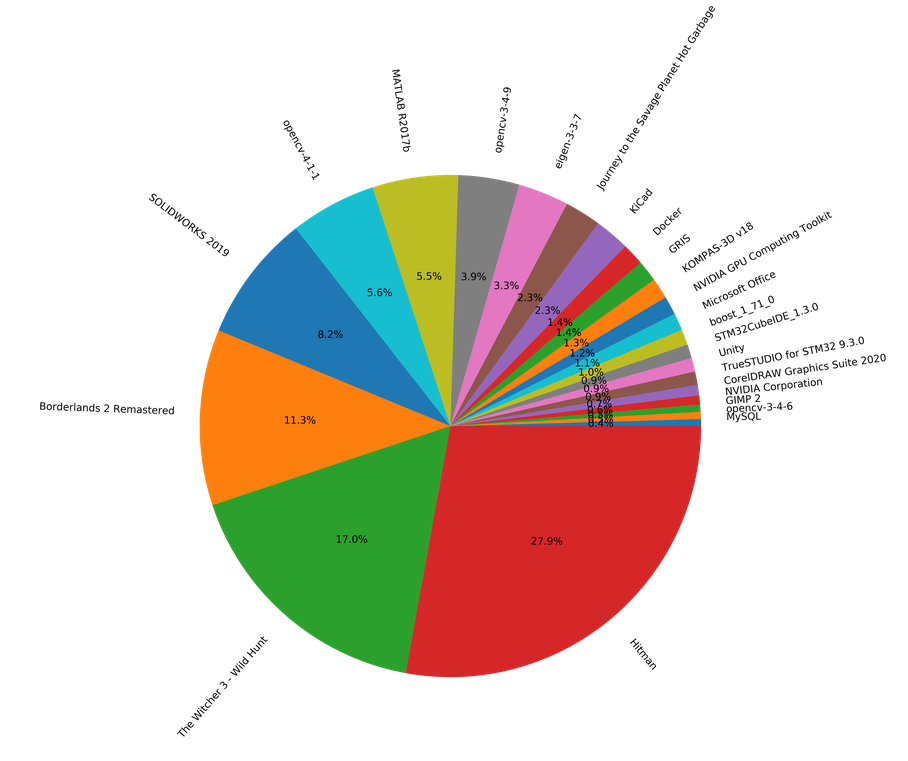 Journey to the Savage Planet Hot Garbage
MATLAB R2017b
opencv-3-4-9
eigen-3-3-7
opencv-4-1-1
KiCad
SOLIDWORKS 2019
Docker
GRIS
KOMPAS-3D v18
NVIDIA GPU Computing Toolkit
Microsoft Office
boost_1_71_0
STM32CubeIDE_1.3.0
Unity
TrueSTUDIO for STM32 9.3.0
CorelDRAW Graphics Suite 2020
NVIDIA Corporation
GIMP 2
opencv-3-4-6
MySQL
Borderlands 2 Remastered
The Witcher 3 - Wild Hunt
Hitman
5.5%
3.9%
3.3%
5.6%
2.3%
2.3%
1.4%
8.2%
1.4%
1.3%
1.2%
1.1%
1.0%
0.9%
0.9%
0.9%
0.7%
0.4%
11.3%
17.0%
27.9%